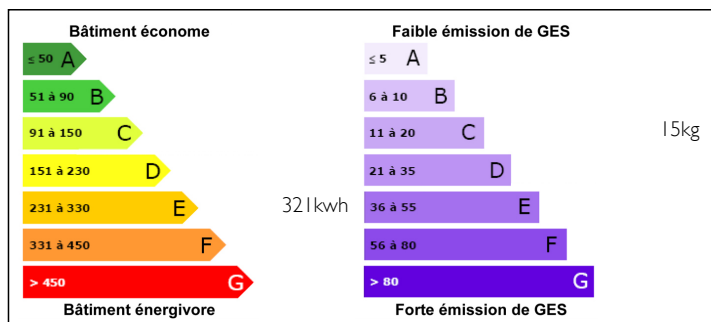 Bâtiment économe
≤ 50 A
51 à 90 B
91 à 150 C
151 à 230 D
231 à 330 E
321kwh
331 à 450 F
> 450 G
Bâtiment énergivore
Faible émission de GES
≤ 5 A
6 à 10 B
11 à 20 C
15kg
21 à 35 D
36 à 55 E
56 à 80 F
> 80 G
Forte émission de GES